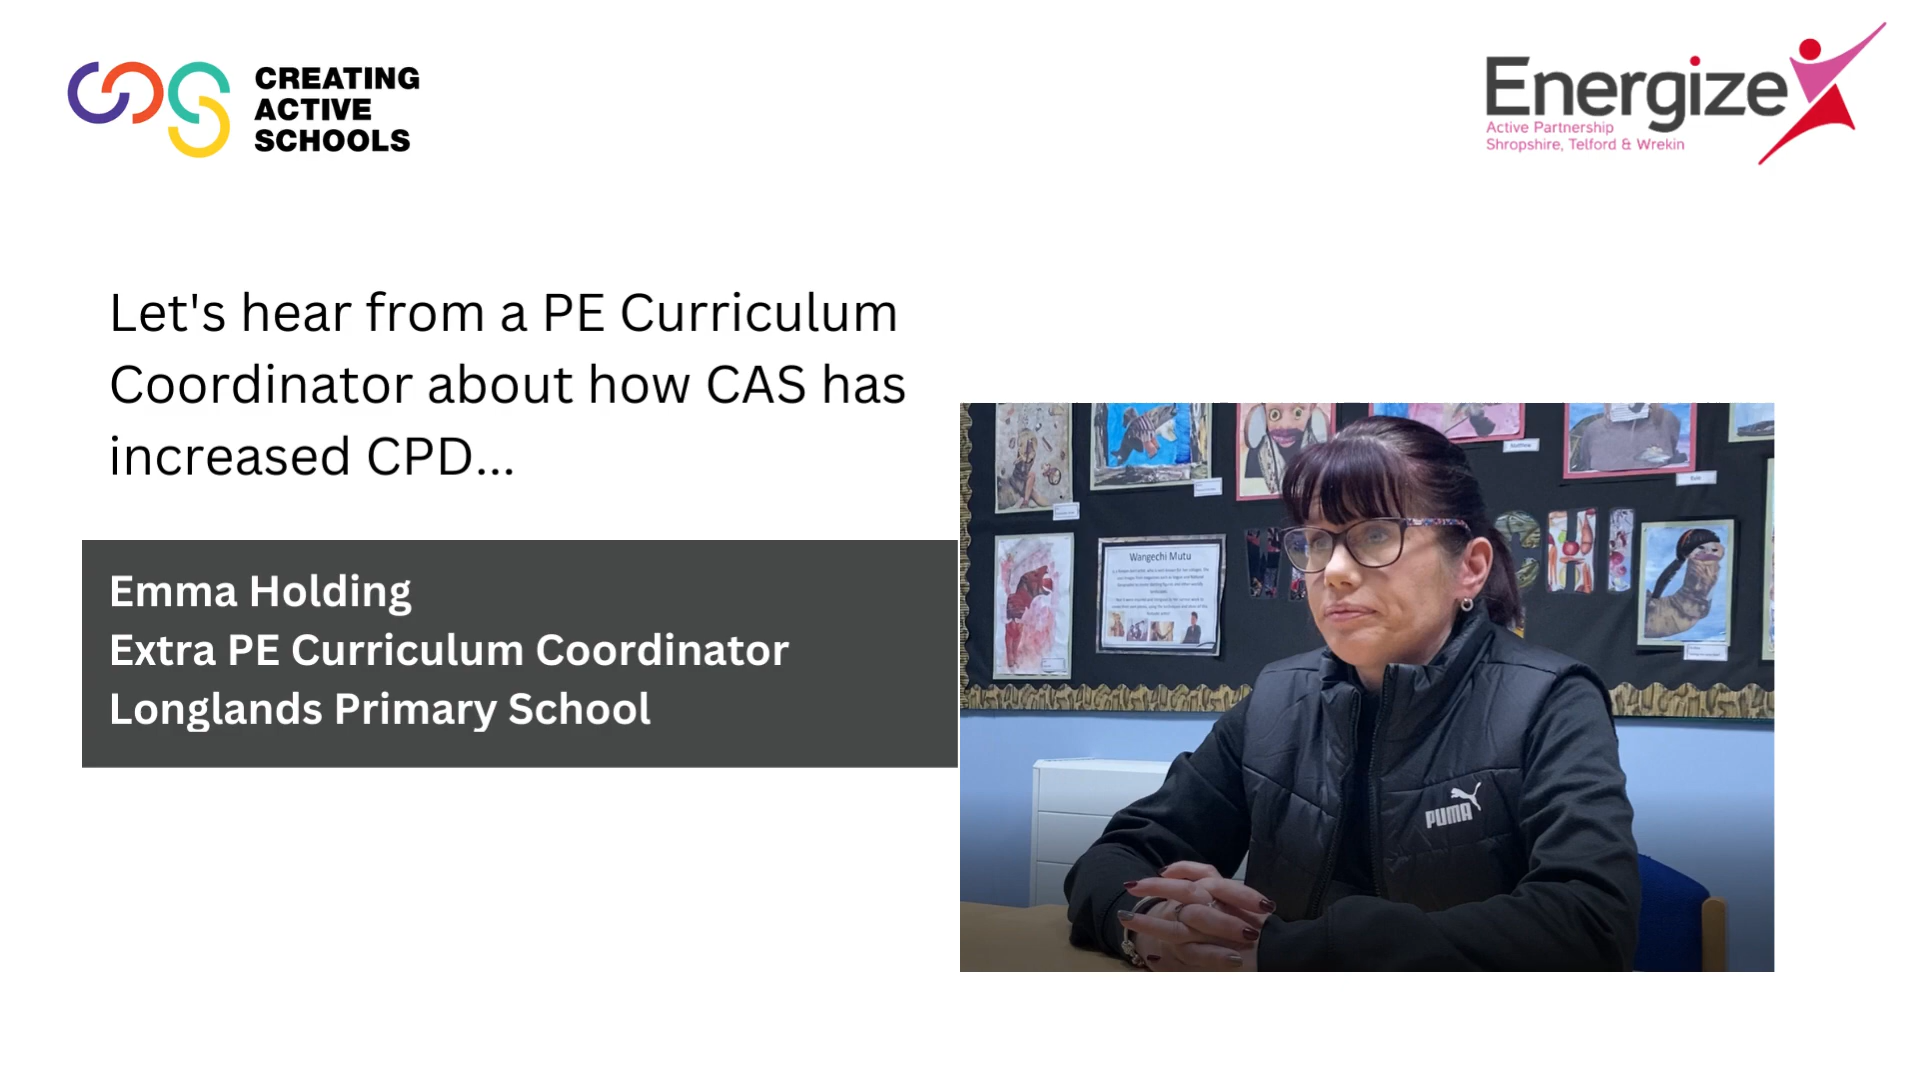 CREATING
ACTIVE
SCHOOLS
Energize
Active Partnership
Shropshire, Telford & Wrekin
Let's hear from a PE Curriculum
Coordinator about how CAS has
increased CPD...
Emma Holding
Extra PE Curriculum Coordinator
Longlands Primary School
Wangechi Mutu
PUMA